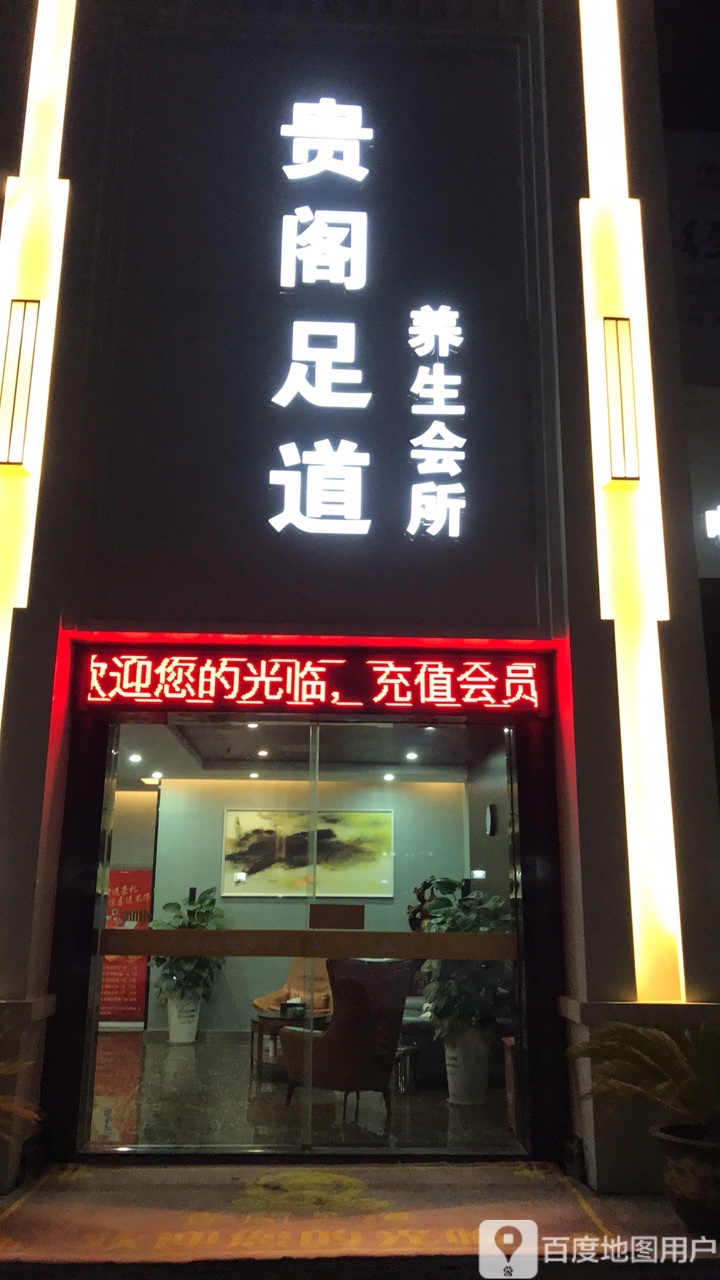 贵阁足道
养生会所
欢迎您的光临，充值会员
百度地图用户